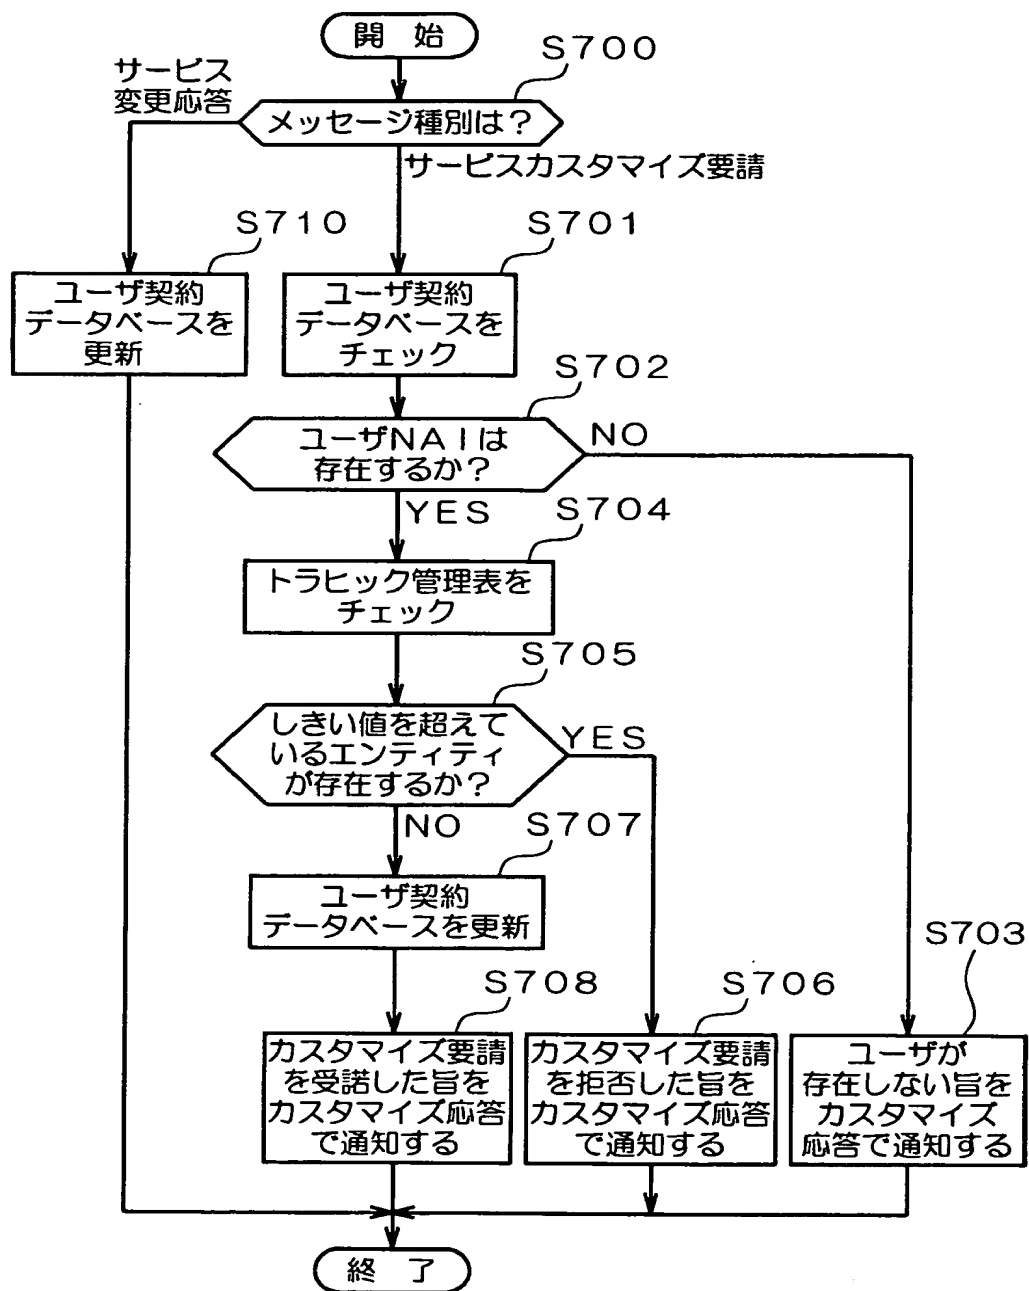 開 始
S700
サービス
変更応答
メッセージ種別は?
サービスカスタマイズ要請
S710
S701
ユーザ契約
データベースを
更新
ユーザ契約
データベースを
チェック
S702
ユーザNAIは
存在するか?
NO
YES
S704
トラヒック管理表を
チェック
S705
しきい値を超えて
いるエンティティ
が存在するか?
YES
NO
S707
ユーザ契約
データベースを更新
S708
S706
S703
カスタマイズ要請
を受諾した旨を
カスタマイズ応答
で通知する
カスタマイズ要請
を拒否した旨を
カスタマイズ応答
で通知する
ユーザが
存在しない旨を
カスタマイズ
応答で通知する
終 了